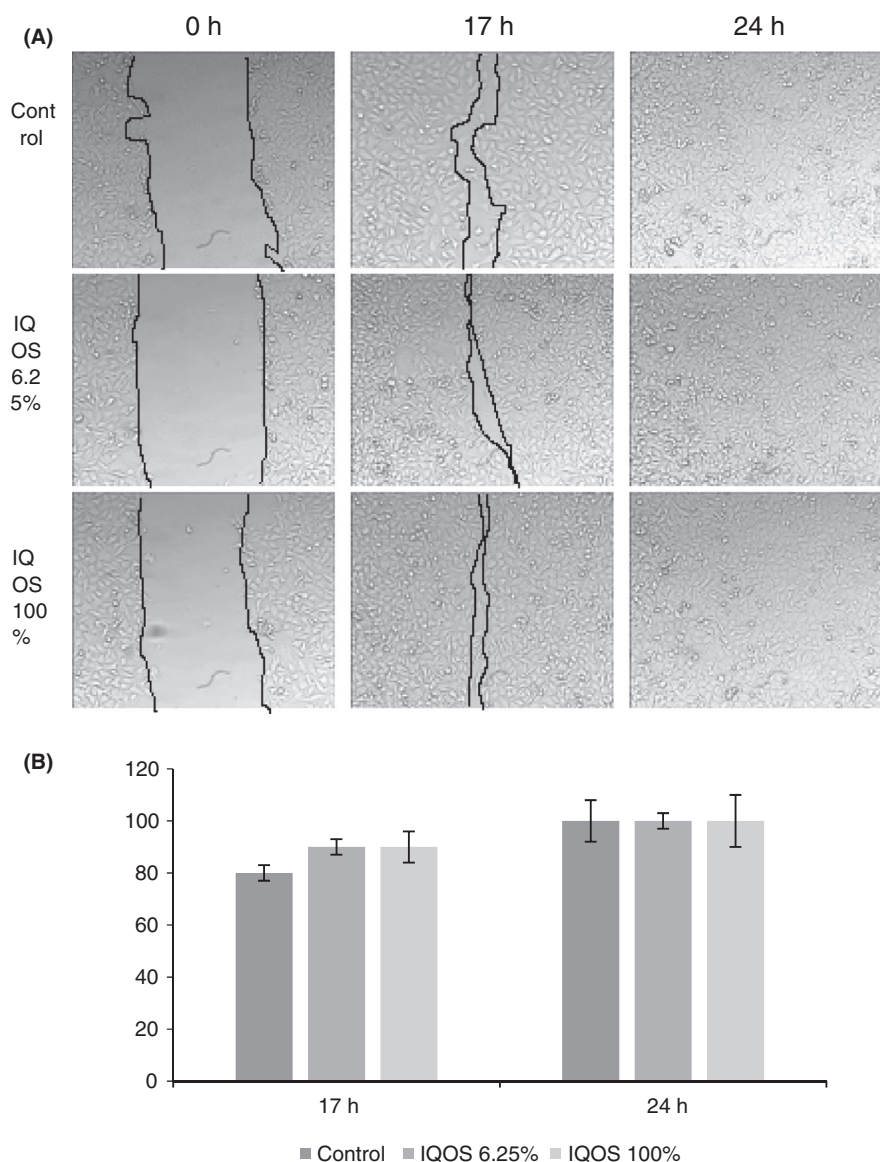 (A)
0 h 17 h 24 h
Cont
rol
IQ
OS
6.2
5%
IQ
OS
100
%
(B)
120
100
80
60
40
20
0
17 h 24 h
Control IQOS 6.25% IQOS 100%